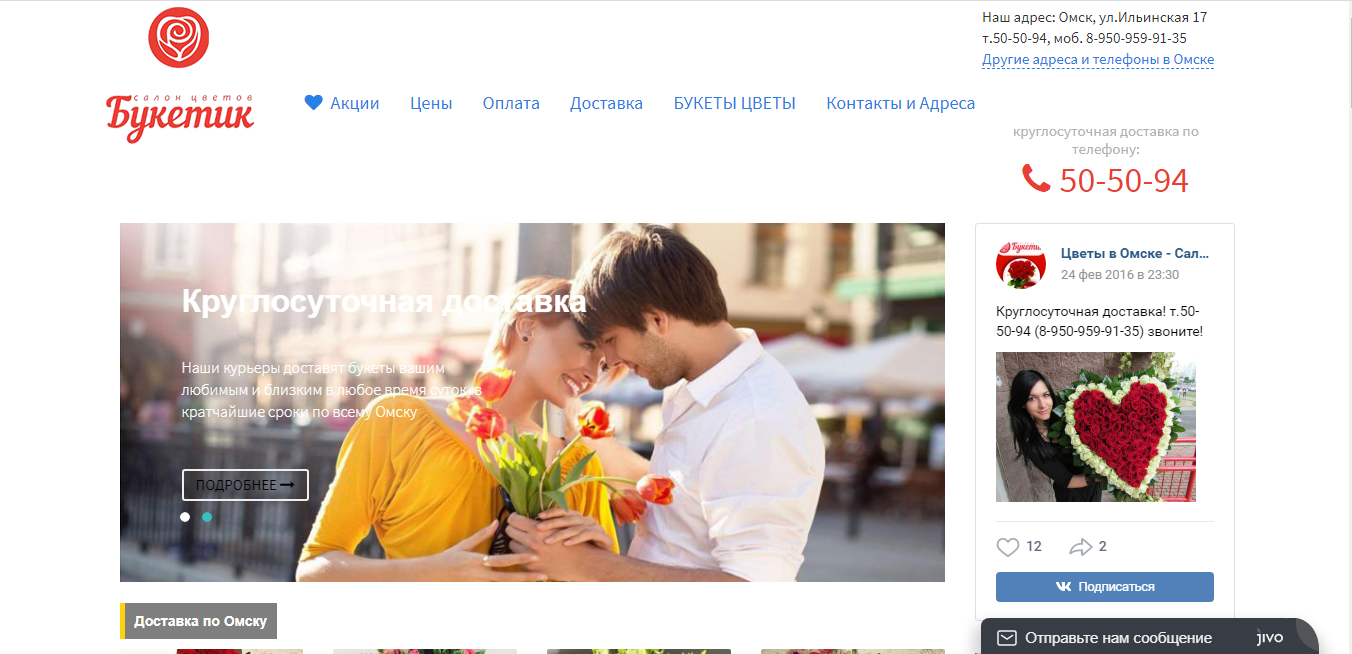 Наш адрес: Омск, ул.Ильинская 17
т.50-50-94, моб. 8-950-959-91-35
Другие адреса и телефоны в Омске
салон цветов
Букетик
Акции Цены Оплата Доставка БУКЕТЫ ЦВЕТЫ Контакты и Адреса
круглосуточная доставка по
телефону:
50-50-94
Круглосуточная доставка
Наши курьеры доставят букеты вашим
любимым и близким в любое время суток, в
кратчайшие сроки по всему Омску
ПОДРОБНЕЕ
Букетик
Цветы в Омске - Сал...
24 фев 2016 в 23:30
Круглосуточная доставка! т.50-
50-94 (8-950-959-91-35) звоните!
12 2
Подписаться
Доставка по Омску
Отправьте нам сообщение jivo